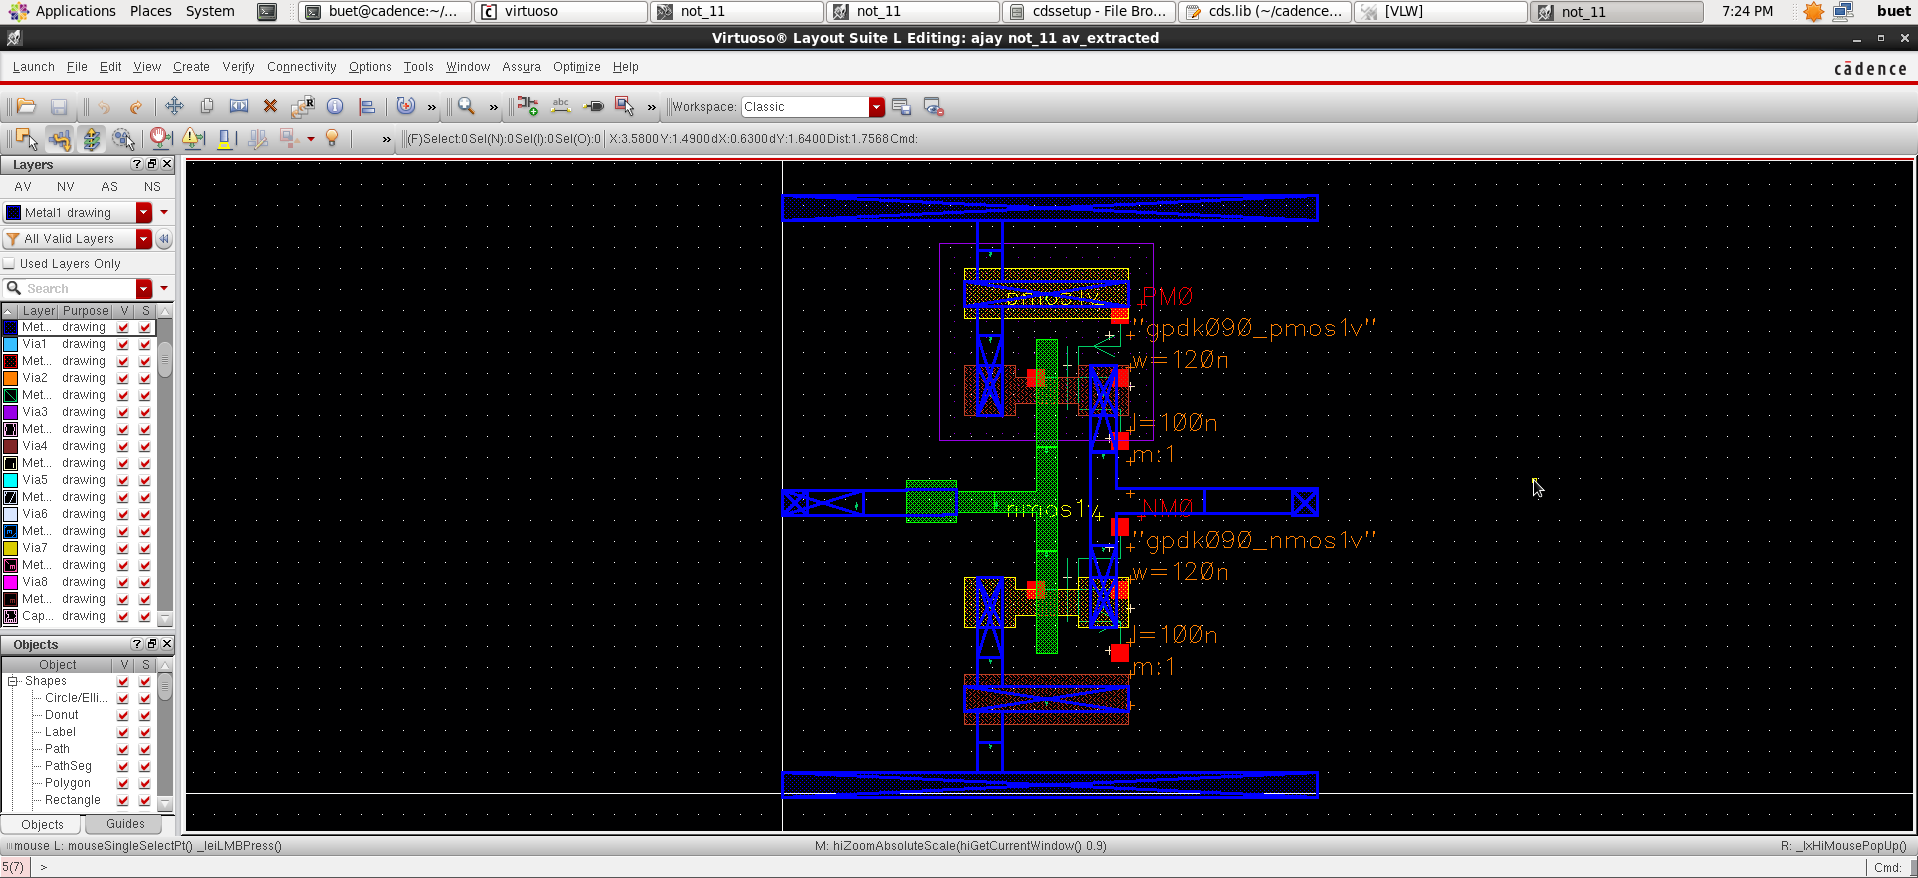 Applications Places System buet@cadence:~/... virtuoso not_11 not_11 cdssetup - File Bro... cds.lib (~/cadence... [VLW] not_11 7:24 PM buet
Virtuoso® Layout Suite L Editing: ajay not_11 av_extracted
Launch File Edit View Create Verify Connectivity Options Tools Window Assura Optimize Help cādence
» » abc » Workspace: Classic
» (F)Select:0 Sel(N):0 Sel(I):0 Sel(O):0 X:3.5800 Y:1.4900 dX:0.6300 dY:1.6400 Dist:1.7568 Cmd:
Layers
AV NV AS NS
Metal1 drawing
All Valid Layers
Used Layers Only
Search
Layer Purpose V S
Met... drawing
Via1 drawing
Met... drawing
Via2 drawing
Met... drawing
Via3 drawing
Met... drawing
Via4 drawing
Met... drawing
Via5 drawing
Met... drawing
Via6 drawing
Met... drawing
Via7 drawing
Met... drawing
Via8 drawing
Met... drawing
Cap... drawing
Objects
Object V S
Shapes
Circle/Elli...
Donut
Label
Path
PathSeg
Polygon
Rectangle
Objects Guides
PM0
"gpdk090_pmos1v"
w=120n
l=100n
m:1
nmos1v
NM0
"gpdk090_nmos1v"
w=120n
l=100n
m:1
mouse L: mouseSingleSelectPt() _leiLMBPress() M: hiZoomAbsoluteScale(hiGetCurrentWindow() 0.9) R: _lxHiMousePopUp()
5(7) > Cmd: